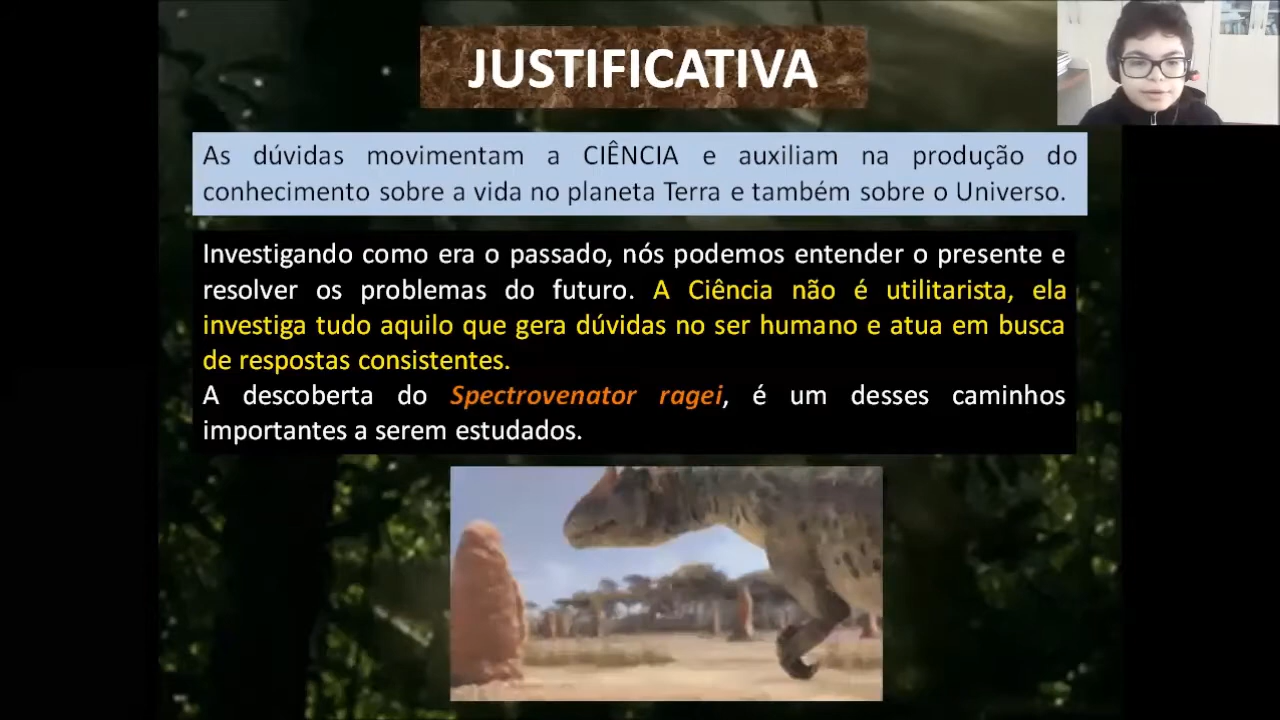 JUSTIFICATIVA
As dúvidas movimentam a CIÊNCIA e auxiliam na produção do
conhecimento sobre a vida no planeta Terra e também sobre o Universo.
Investigando como era o passado, nós podemos entender o presente e
resolver os problemas do futuro. A Ciência não é utilitarista, ela
investiga tudo aquilo que gera dúvidas no ser humano e atua em busca
de respostas consistentes.
A descoberta do Spectrovenator ragei, é um desses caminhos
importantes a serem estudados.